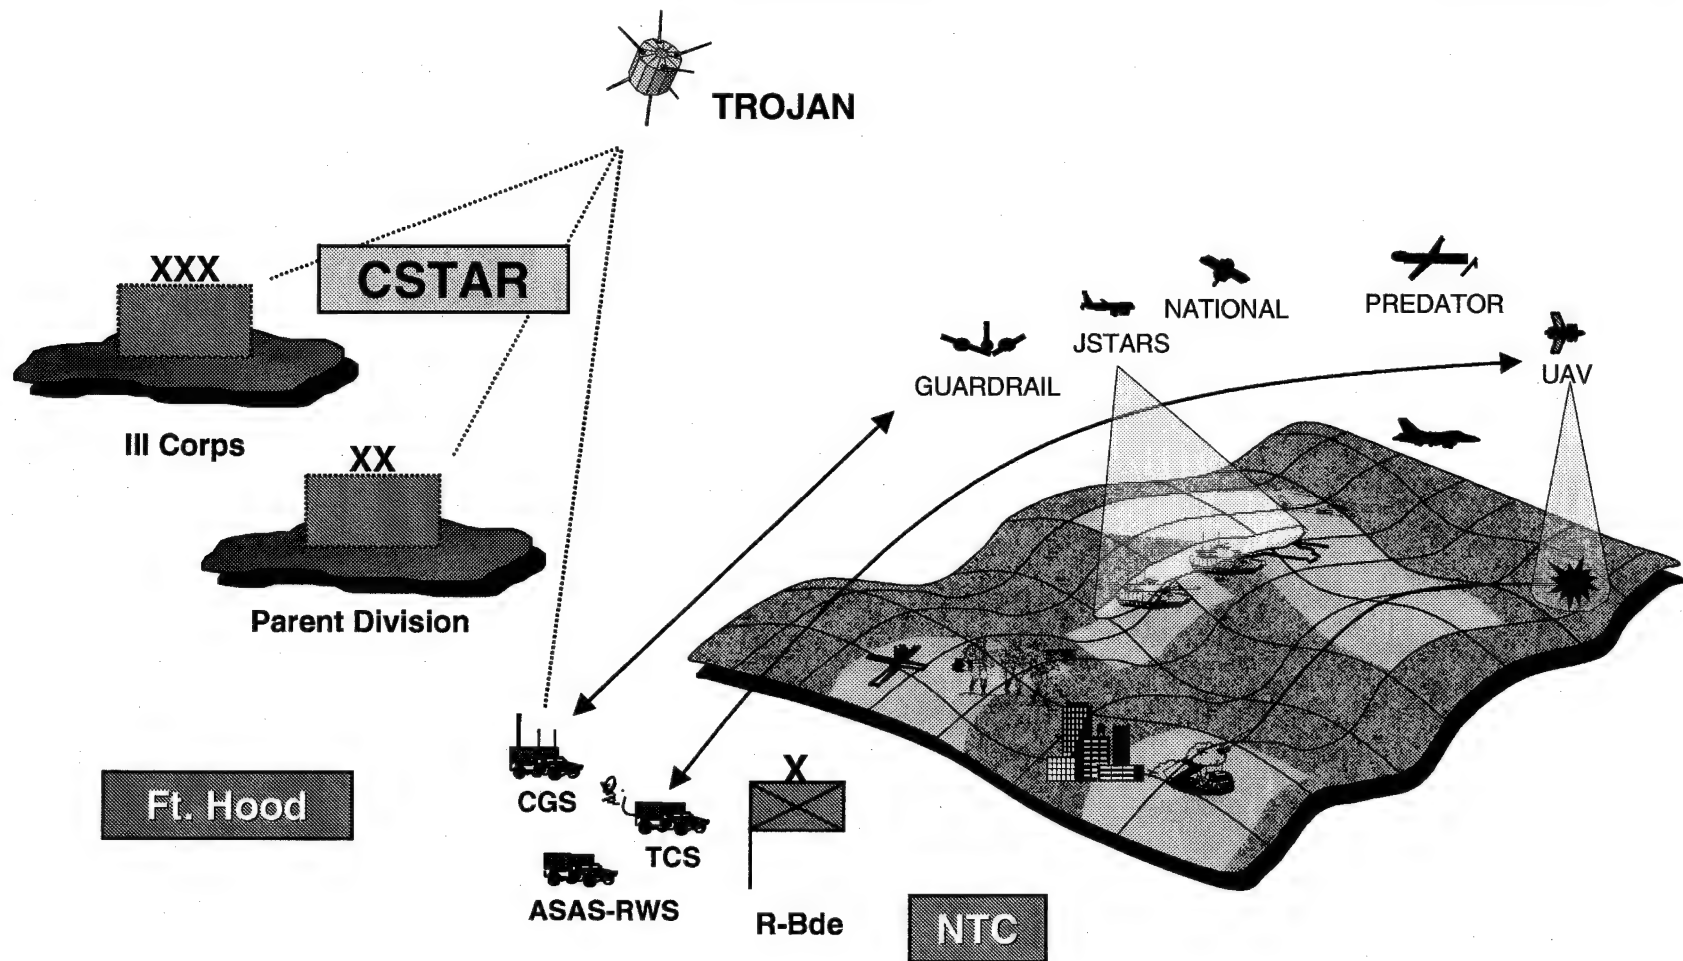 TROJAN
XXX
CSTAR
NATIONAL
PREDATOR
JSTARS
GUARDRAIL
UAV
III Corps
XX
Parent Division
X
CGS
Ft. Hood
TCS
ASAS-RWS
R-Bde
NTC